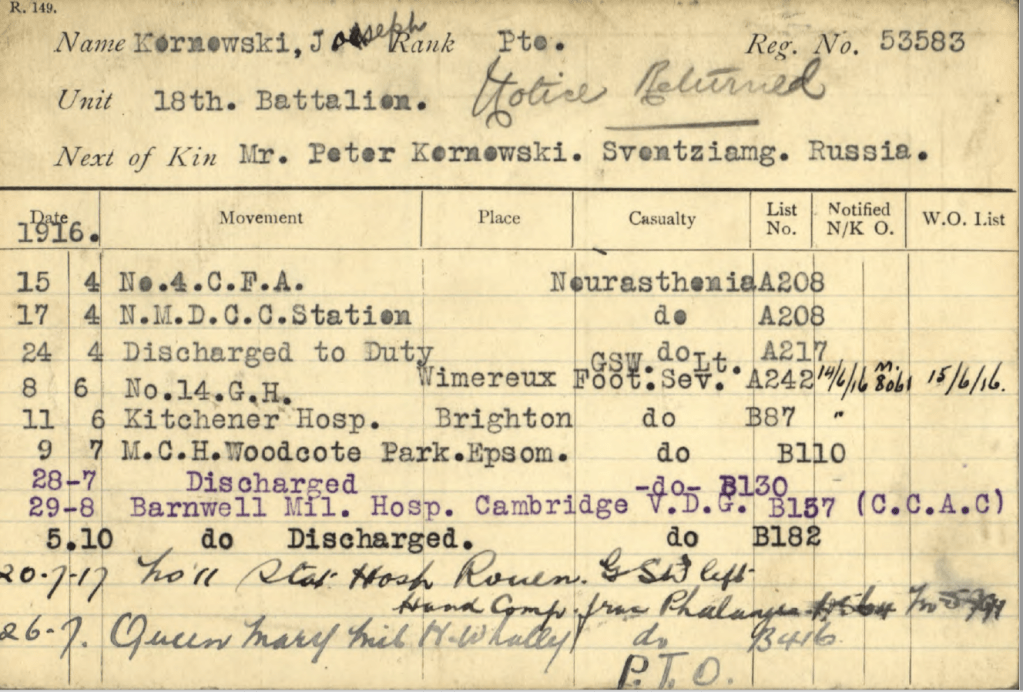 R. 149.
Name Kornowski, Joseph Rank Pte. Reg. No. 53583
Unit 18th. Battalion. Notice Returned
Next of Kin Mr. Peter Kornowski. Sventziamg. Russia.
Date Movement Place Casualty List No. Notified N/K O. W.O. List
1916.
15 4 No.4.C.F.A. Neurasthenia A208
17 4 N.M.D.C.C.Station do A208
24 4 Discharged to Duty do A217
8 6 No.14.G.H. Wimereux GSW. Lt. Foot.Sev. A242 14/6/16 m. 8061 15/6/16.
11 6 Kitchener Hosp. Brighton do B87 "
9 7 M.C.H.Woodcote Park.Epsom. do B110
28-7 Discharged -do- B130
29-8 Barnwell Mil. Hosp. Cambridge V.D.G. B157 (C.C.A.C)
5.10 do Discharged. do B182
20-7-17 No 11 Stat Hosp Rouen. GSW left
Hand Comp. frac Phalanges
26-7. Queen Mary Mil H. Whally do B416
P.T.O.